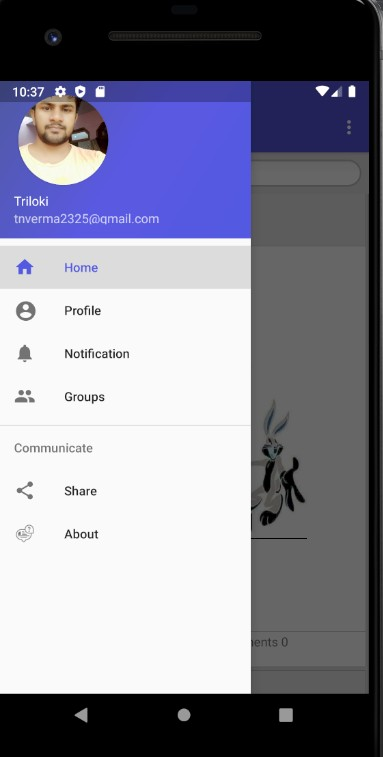 10:37
Triloki
tnverma2325@gmail.com
Home
Profile
Notification
Groups
Communicate
Share
About
ments 0